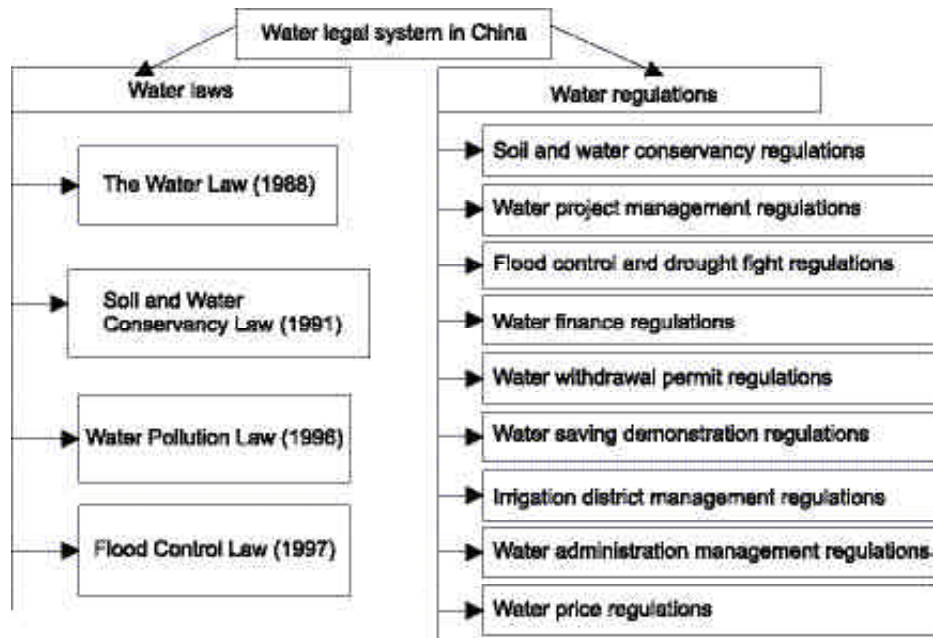 Water legal system in China
Water laws
The Water Law (1988)
Soil and Water
Conservancy Law (1991)
Water Pollution Law (1996)
Flood Control Law (1997)
Water regulations
Soil and water conservancy regulations
Water project management regulations
Flood control and drought fight regulations
Water finance regulations
Water withdrawal permit regulations
Water saving demonstration regulations
Irrigation district management regulations
Water administration management regulations
Water price regulations